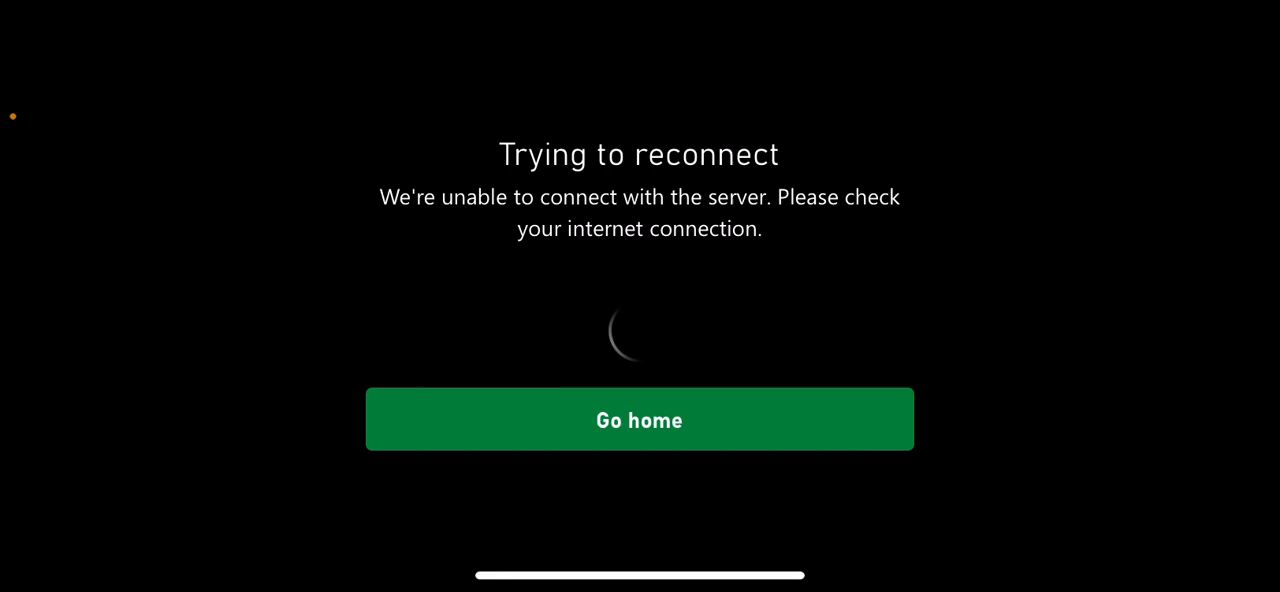 Trying to reconnect
We're unable to connect with the server. Please check
your internet connection.
Go home